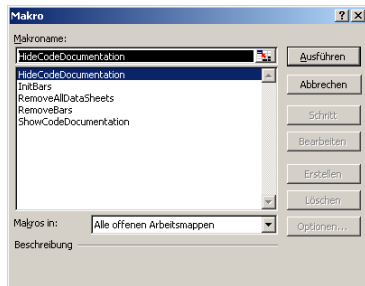 Makro
Makroname:
HideCodeDocumentation
Ausführen
HideCodeDocumentation
InitBars
RemoveAllDataSheets
RemoveBars
ShowCodeDocumentation
Abbrechen
Schritt
Bearbeiten
Erstellen
Löschen
Makros in:
Alle offenen Arbeitsmappen
Optionen...
Beschreibung